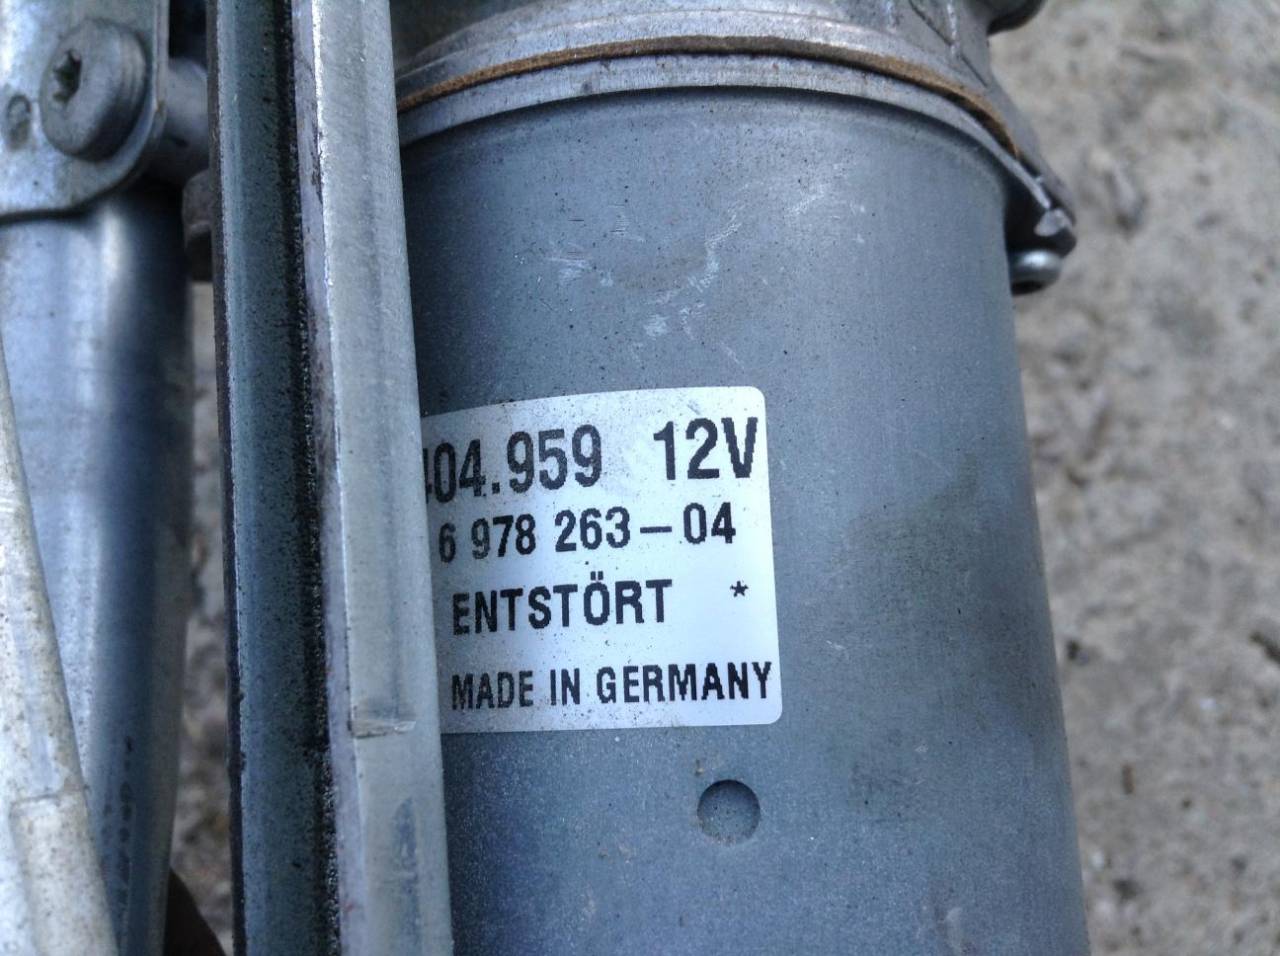 404.959 12V
6 978 263-04
ENTSTÖRT *
MADE IN GERMANY